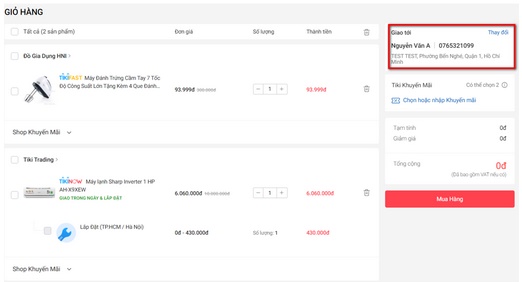 GIỎ HÀNG
Tất cả (2 sản phẩm) Đơn giá Số lượng Thành tiền
Đồ Gia Dụng HNI >
TIKIFAST Máy Đánh Trứng Cầm Tay 7 Tốc Độ Công Suất Lớn Tặng Kèm 4 Que Đánh...
93.999đ − 1 + 93.999đ
Shop Khuyến Mãi
Tiki Trading >
TIKINOW Máy lạnh Sharp Inverter 1 HP
AH-X9XEW
GIAO TRONG NGÀY & LẮP ĐẶT
6.060.000đ − 1 + 6.060.000đ
Lắp Đặt (TP.HCM / Hà Nội) 0đ - 430.000đ Số lượng: 1 430.000đ
Shop Khuyến Mãi
Giao tới Thay đổi
Nguyễn Văn A | 0765321099
TEST TEST, Phường Bến Nghé, Quận 1, Hồ Chí
Minh
Tiki Khuyến Mãi Có thể chọn 2
Chọn hoặc nhập Khuyến mãi
Tạm tính 0đ
Giảm giá 0đ
Tổng cộng 0đ
(Đã bao gồm VAT nếu có)
Mua Hàng